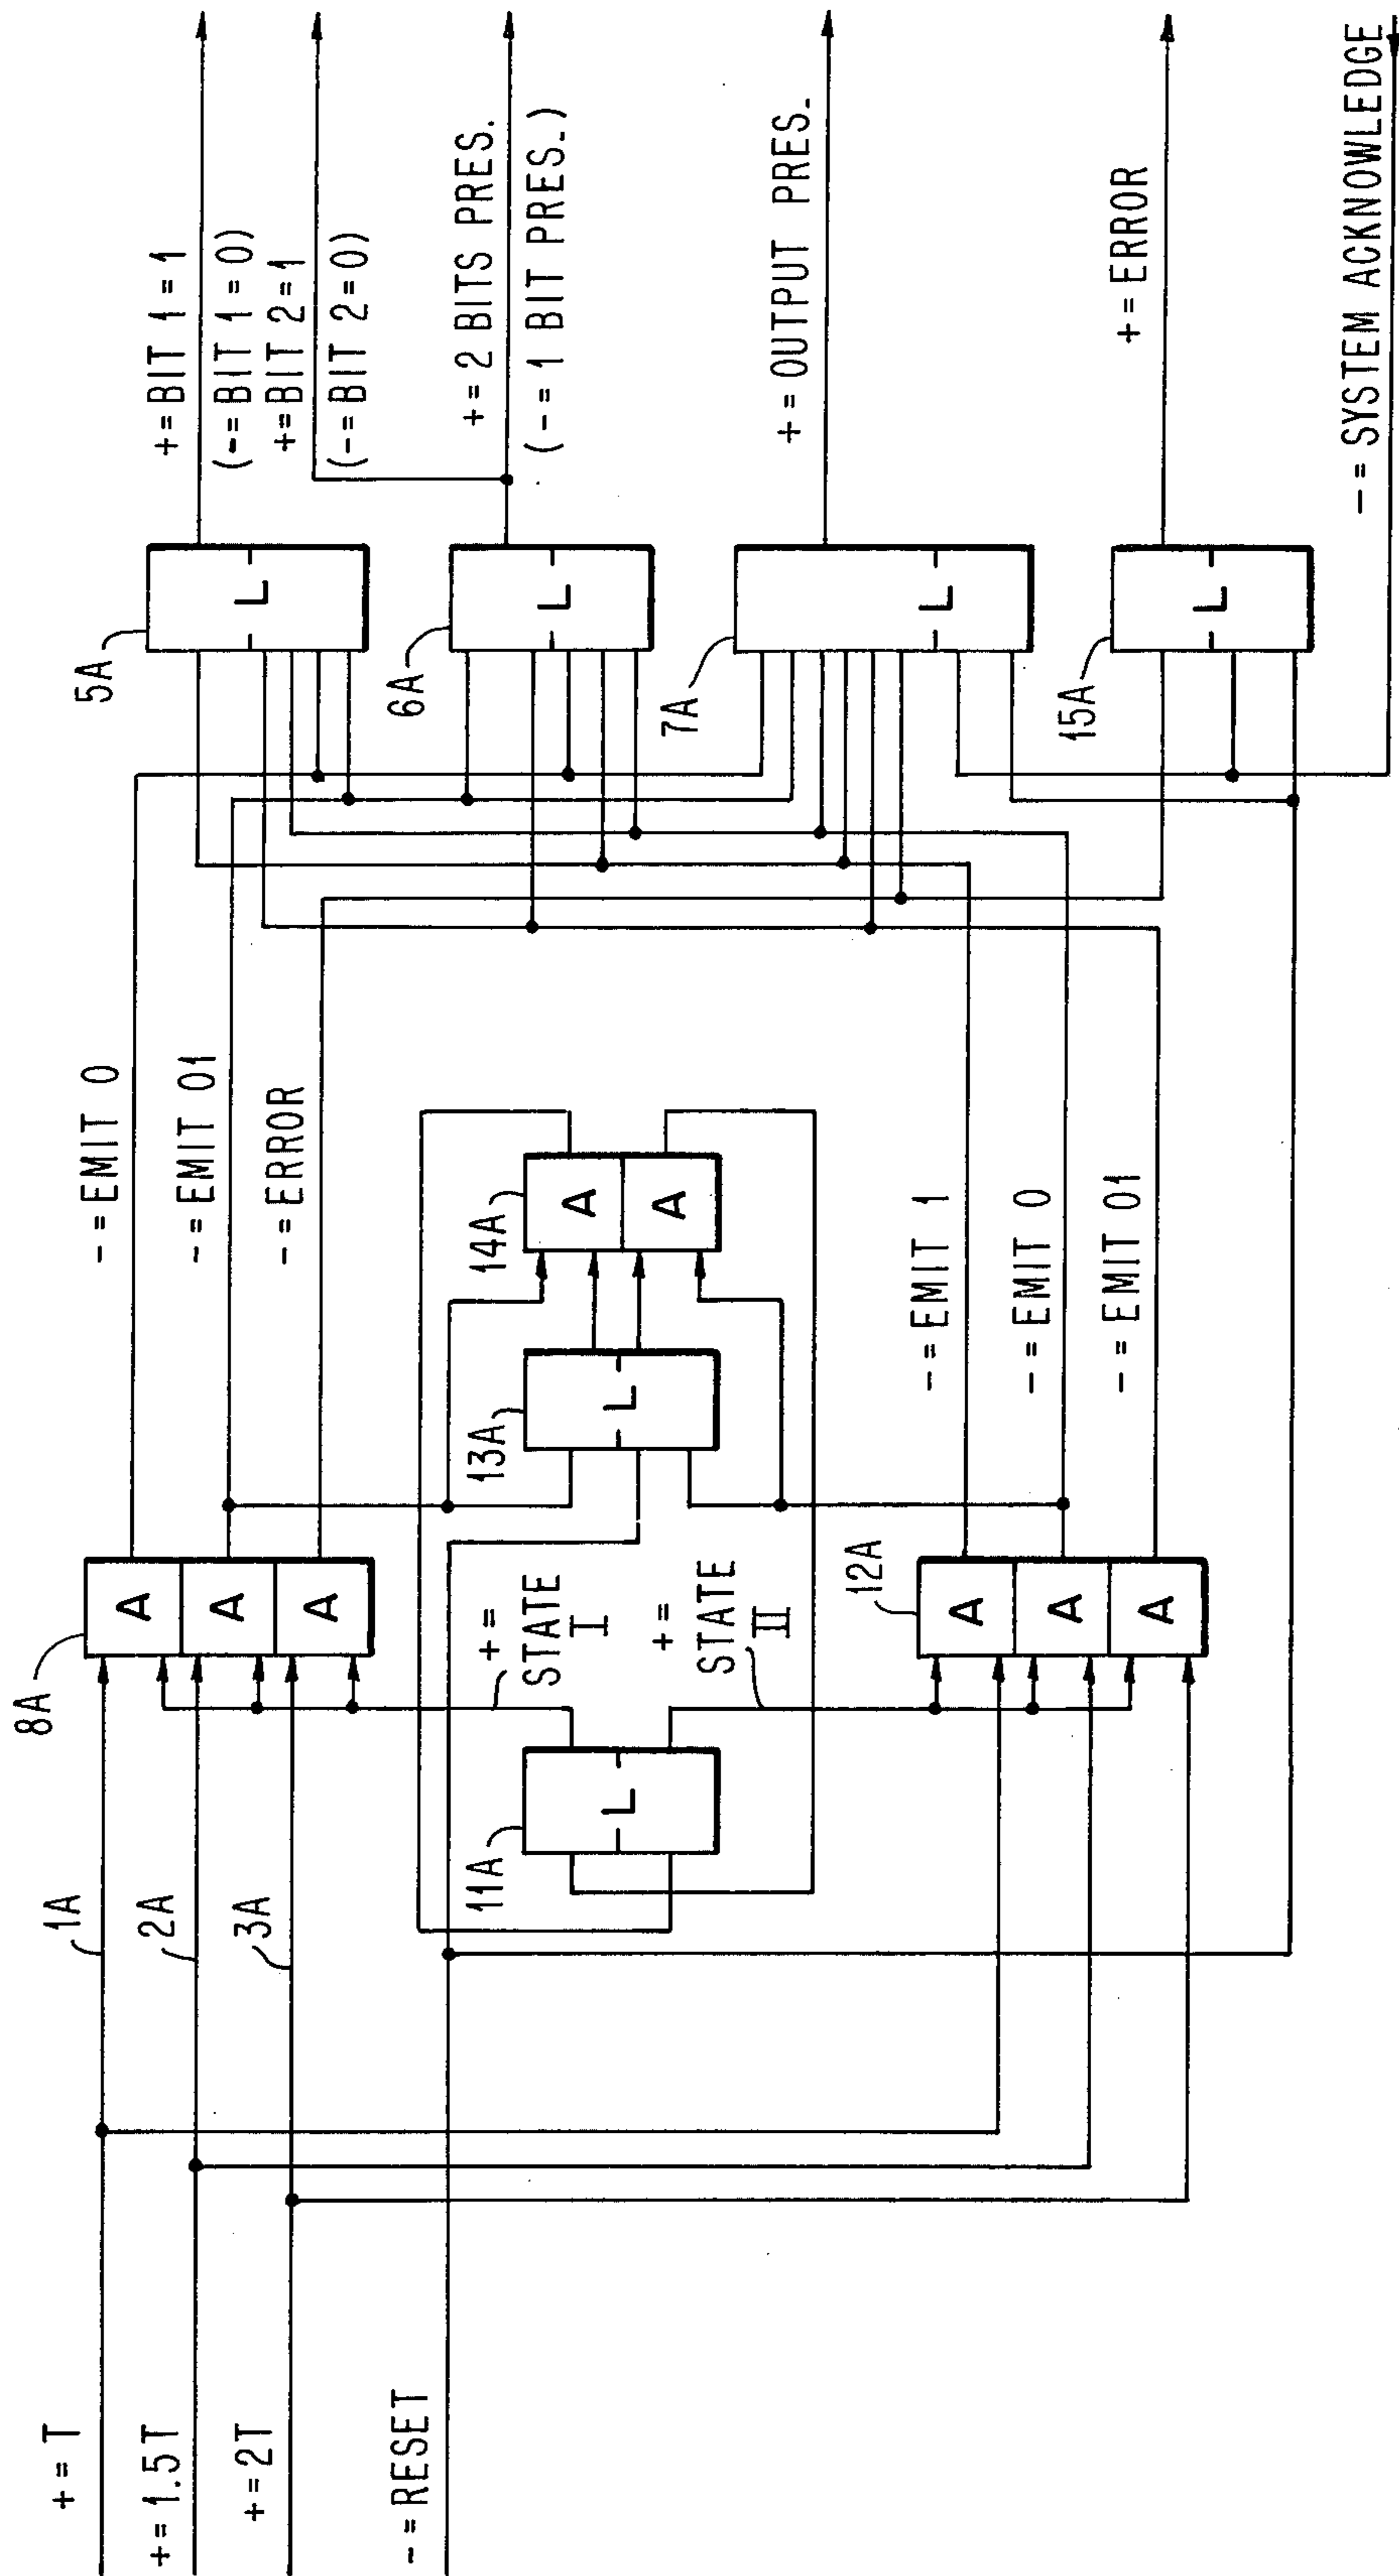 + = T
+ = 1.5T
+ = 2T
- = RESET
1A
2A
3A
8A
A
A
A
11A
L
+ =
STATE
I
+ =
STATE
II
12A
A
A
A
13A
L
14A
A
A
- = EMIT 0
- = EMIT 01
- = ERROR
- = EMIT 1
- = EMIT 0
- = EMIT 01
5A
L
6A
L
7A
L
15A
L
+ = BIT 1 = 1
(- = BIT 1 = 0)
+ = BIT 2 = 1
(- = BIT 2 = 0)
+ = 2 BITS PRES.
(- = 1 BIT PRES.)
+ = OUTPUT PRES.
+ = ERROR
- = SYSTEM ACKNOWLEDGE